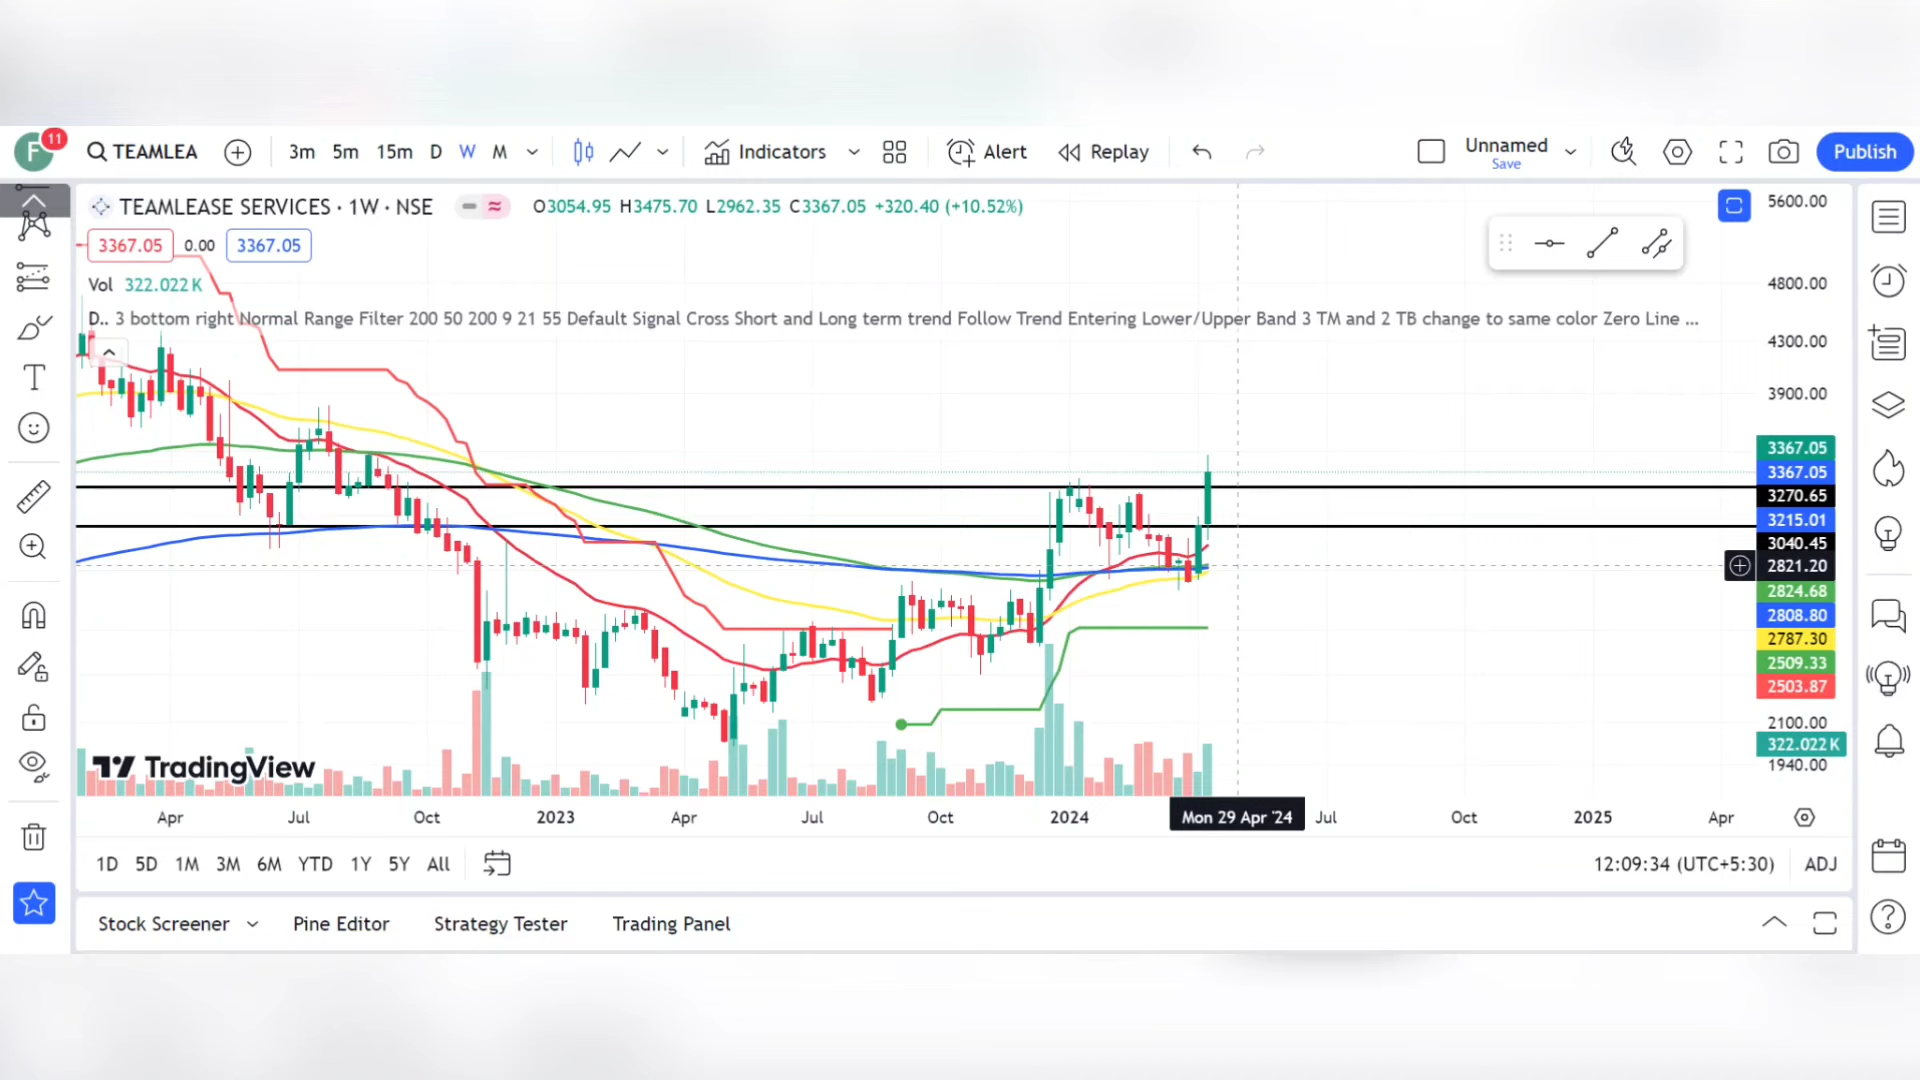 F 11 TEAMLEA 3m 5m 15m D W M Indicators Alert Replay Unnamed Save Publish
TEAMLEASE SERVICES · 1W · NSE O3054.95 H3475.70 L2962.35 C3367.05 +320.40 (+10.52%)
3367.05 0.00 3367.05
Vol 322.022K
D.. 3 bottom right Normal Range Filter 200 50 200 9 21 55 Default Signal Cross Short and Long term trend Follow Trend Entering Lower/Upper Band 3 TM and 2 TB change to same color Zero Line ...
5600.00
4800.00
4300.00
3900.00
3367.05
3367.05
3270.65
3215.01
3040.45
2821.20
2824.68
2808.80
2787.30
2509.33
2503.87
2100.00
322.022K
1940.00
TradingView
Apr Jul Oct 2023 Apr Jul Oct 2024 Mon 29 Apr '24 Jul Oct 2025 Apr
1D 5D 1M 3M 6M YTD 1Y 5Y All 12:09:34 (UTC+5:30) ADJ
Stock Screener Pine Editor Strategy Tester Trading Panel